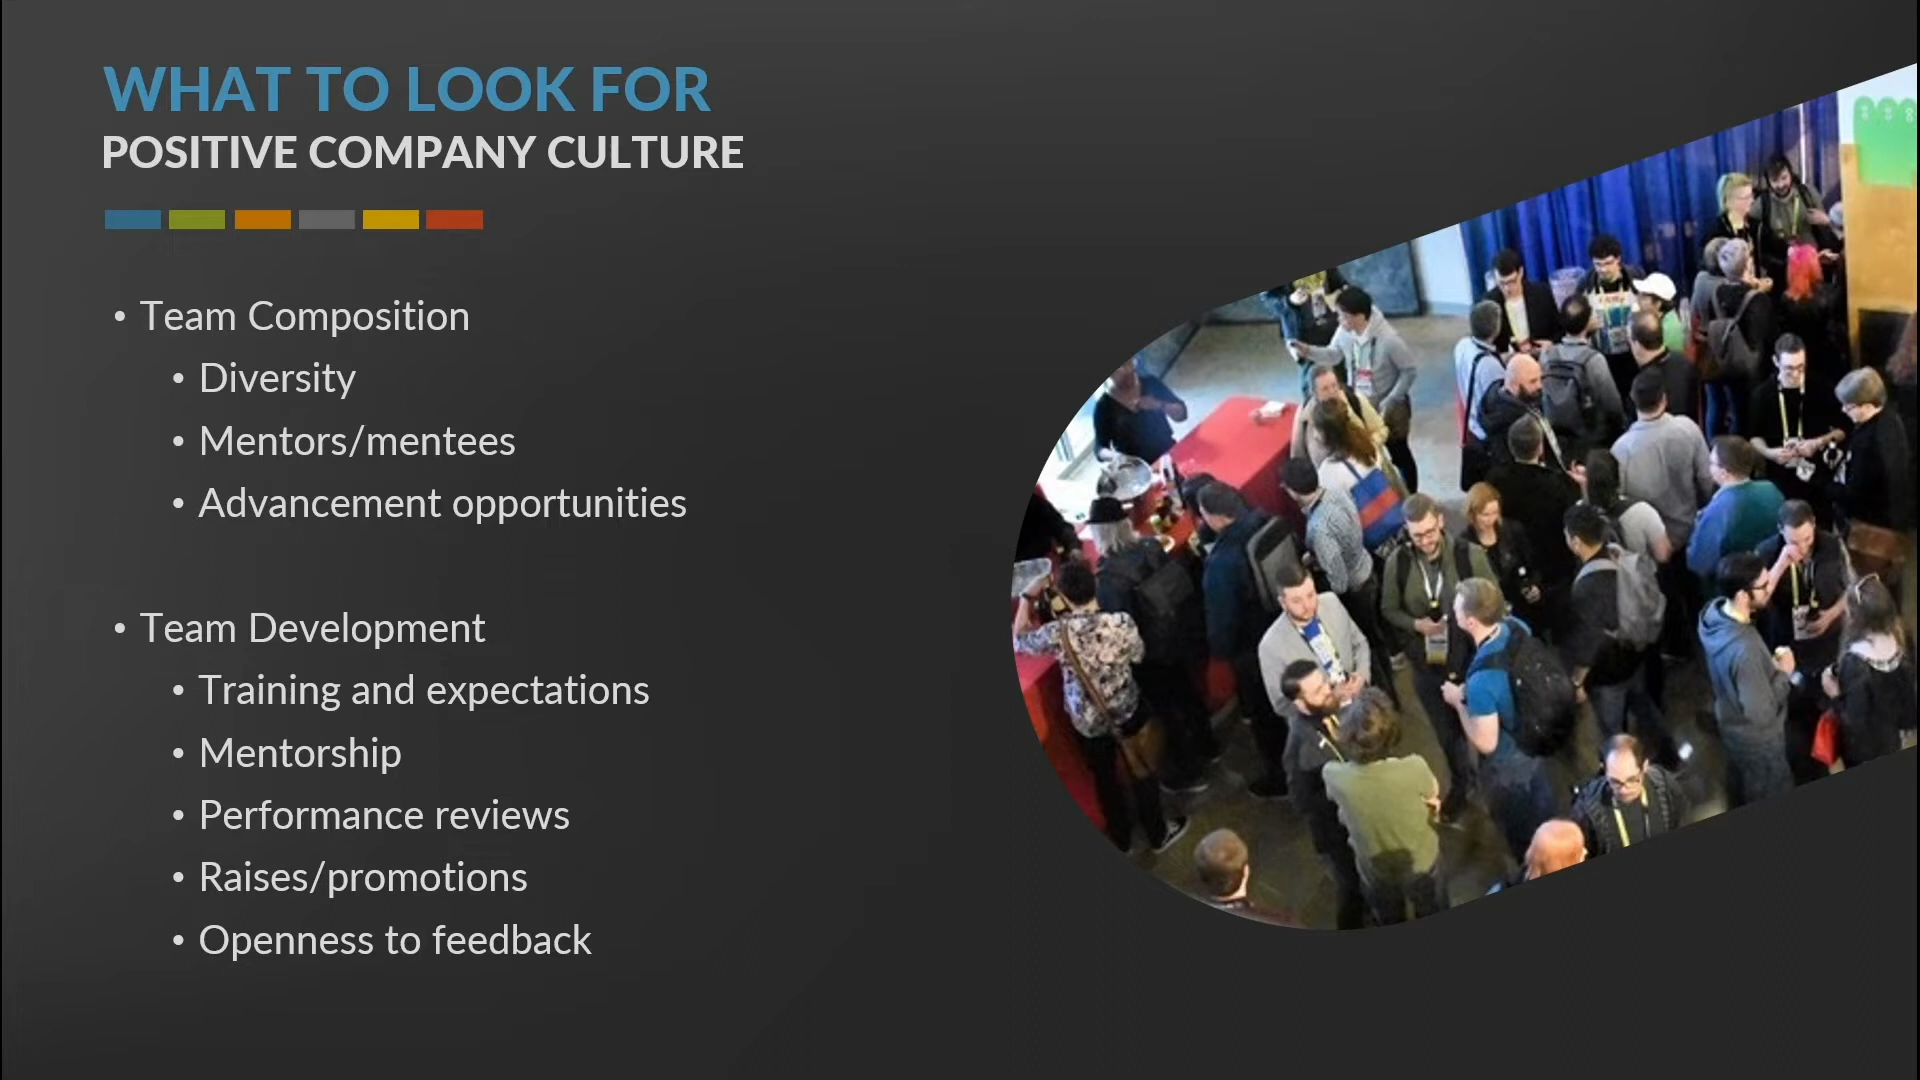 WHAT TO LOOK FOR
POSITIVE COMPANY CULTURE
• Team Composition
• Diversity
• Mentors/mentees
• Advancement opportunities
• Team Development
• Training and expectations
• Mentorship
• Performance reviews
• Raises/promotions
• Openness to feedback